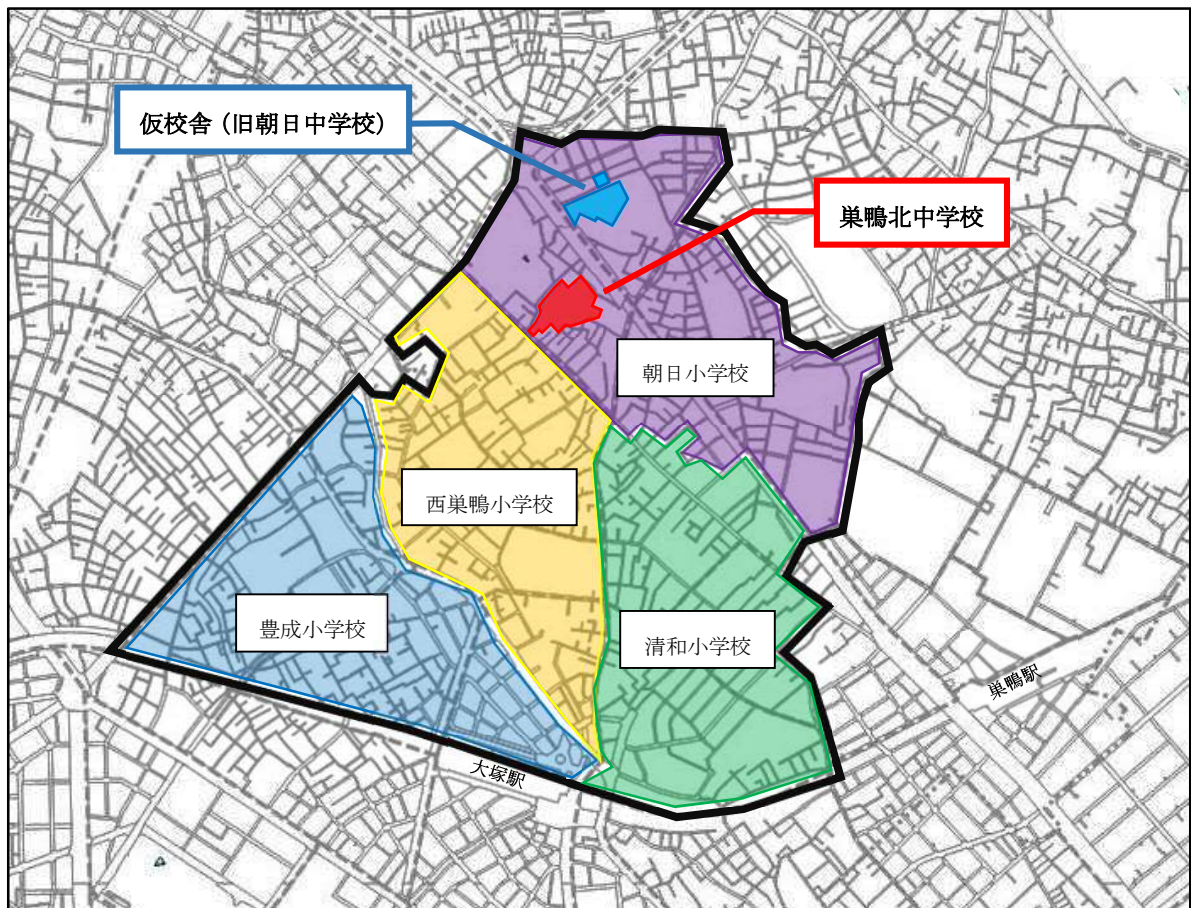 仮校舎（旧朝日中学校）
巣鴨北中学校
朝日小学校
西巣鴨小学校
豊成小学校
清和小学校
巣鴨駅
大塚駅